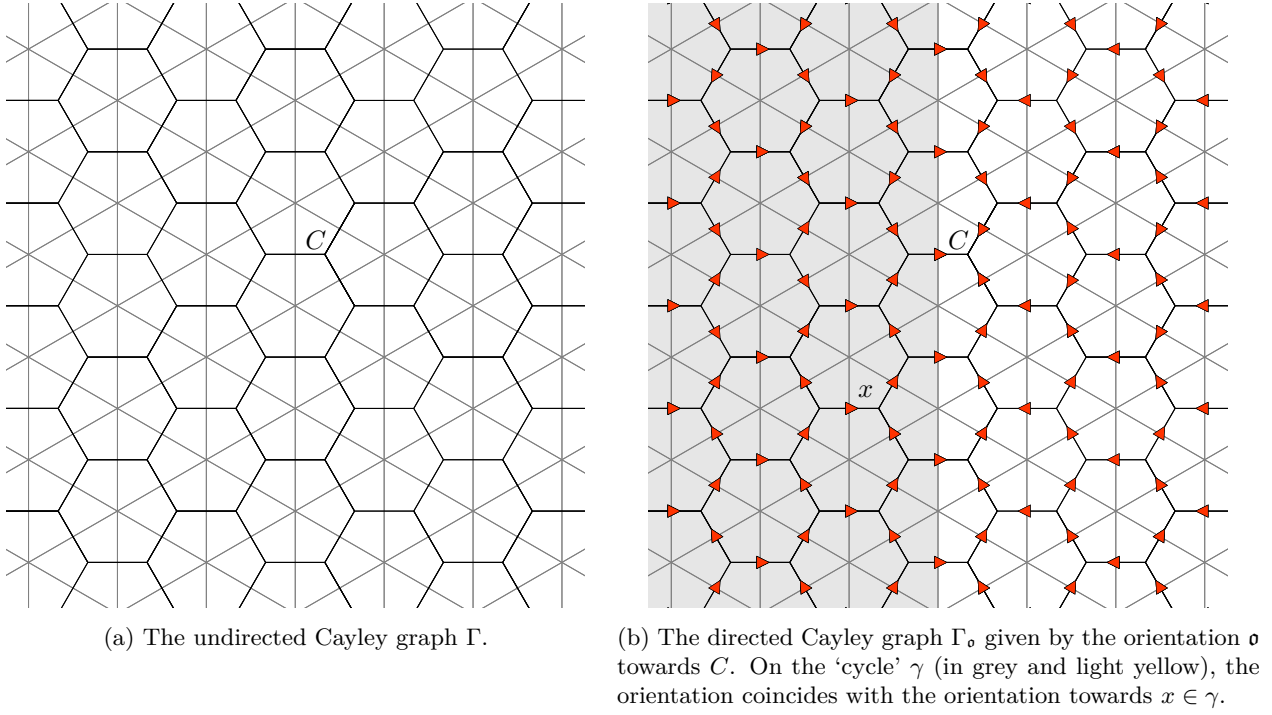 C
C
x
(a) The undirected Cayley graph Γ.
(b) The directed Cayley graph Γ𝔬 given by the orientation 𝔬
towards C. On the ‘cycle’ γ (in grey and light yellow), the
orientation coincides with the orientation towards x ∈ γ.